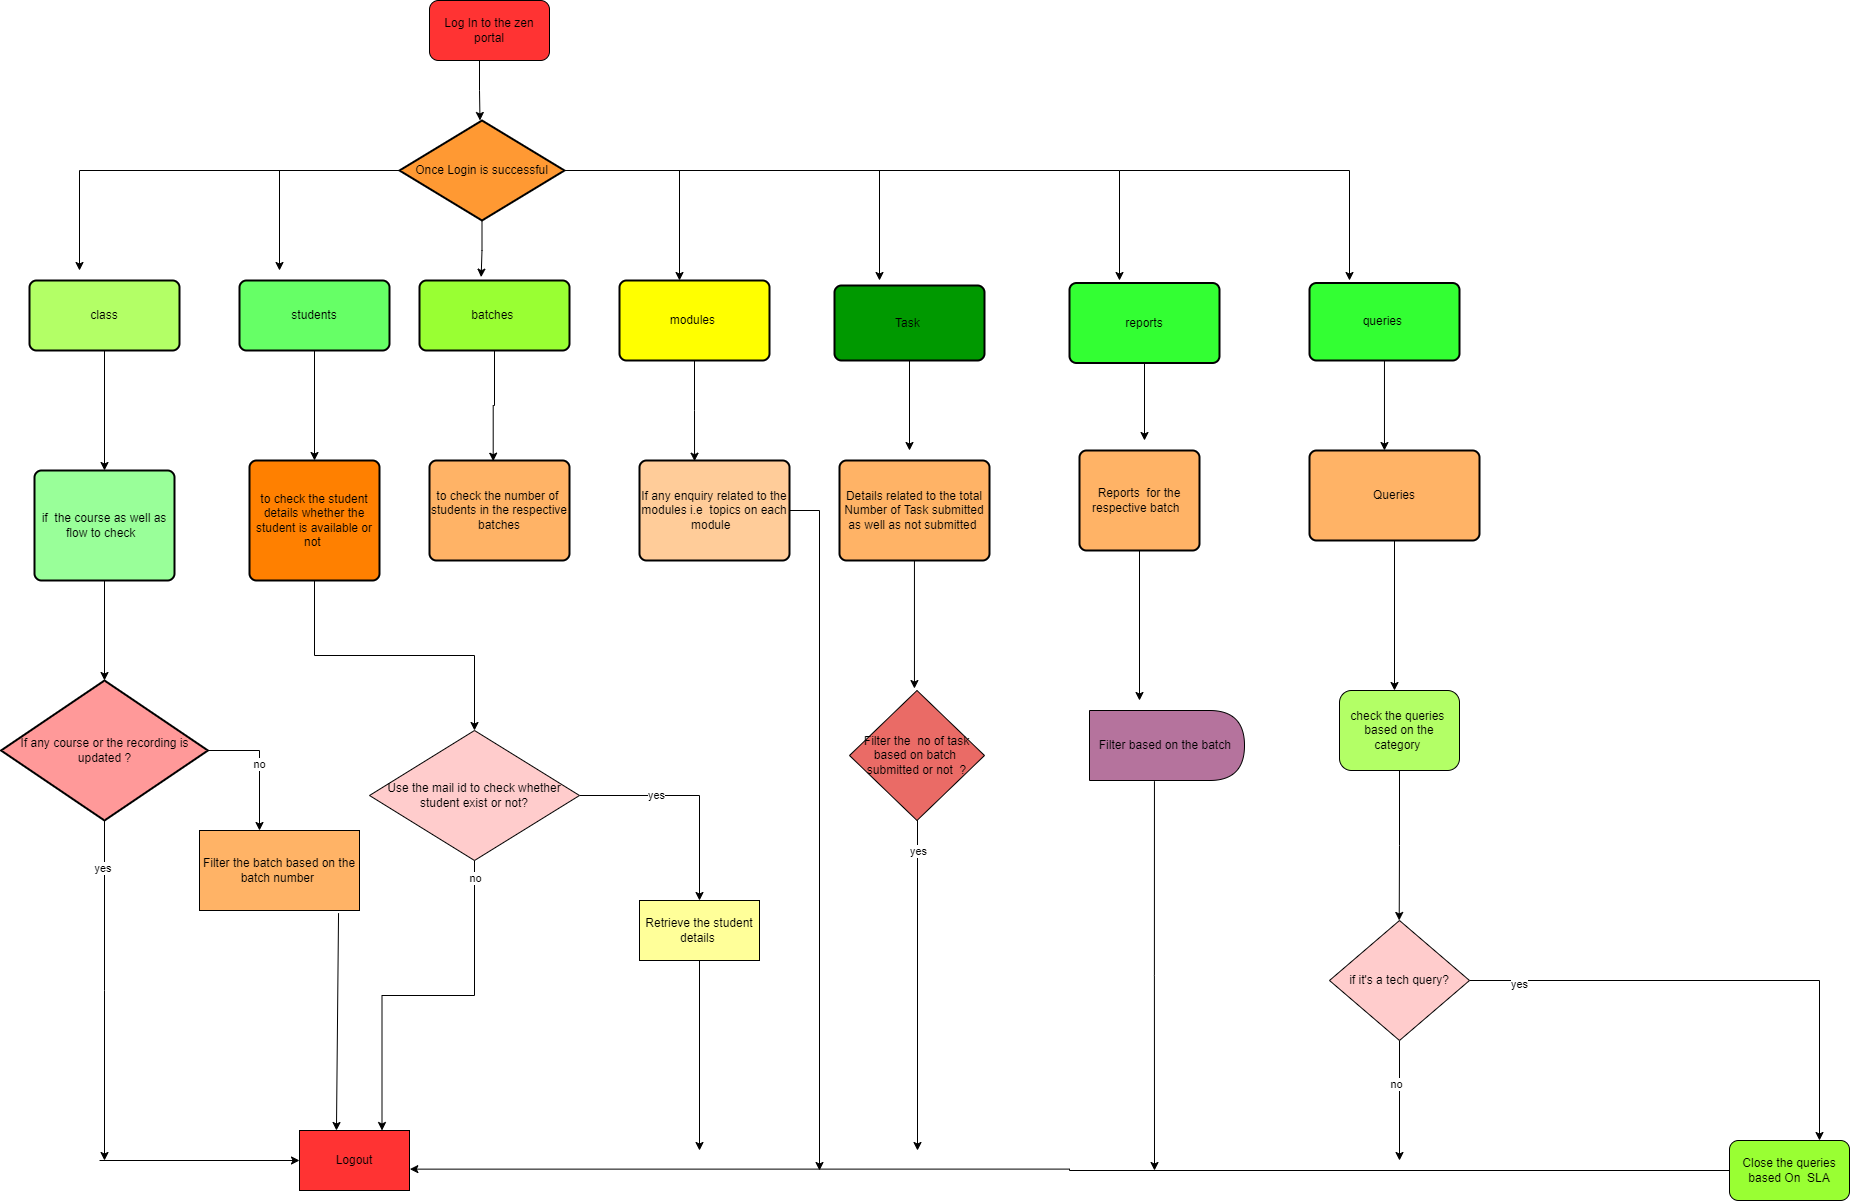 Log In to the zen
portal
Once Login is successful
class
students
batches
modules
Task
reports
queries
if  the course as well as
flow to check
to check the student
details whether the
student is available or
not
to check the number of
students in the respective
batches
If any enquiry related to the
modules i.e  topics on each
module
Details related to the total
Number of Task submitted
as well as not submitted
Reports  for the
respective batch
Queries
If any course or the recording is
updated ?
no
yes
Filter the batch based on the
batch number
Use the mail id to check whether
student exist or not?
yes
no
Retrieve the student
details
Filter the  no of task
based on batch
submitted or not  ?
yes
Filter based on the batch
check the queries
based on the
category
if it's a tech query?
yes
no
Logout
Close the queries
based On  SLA